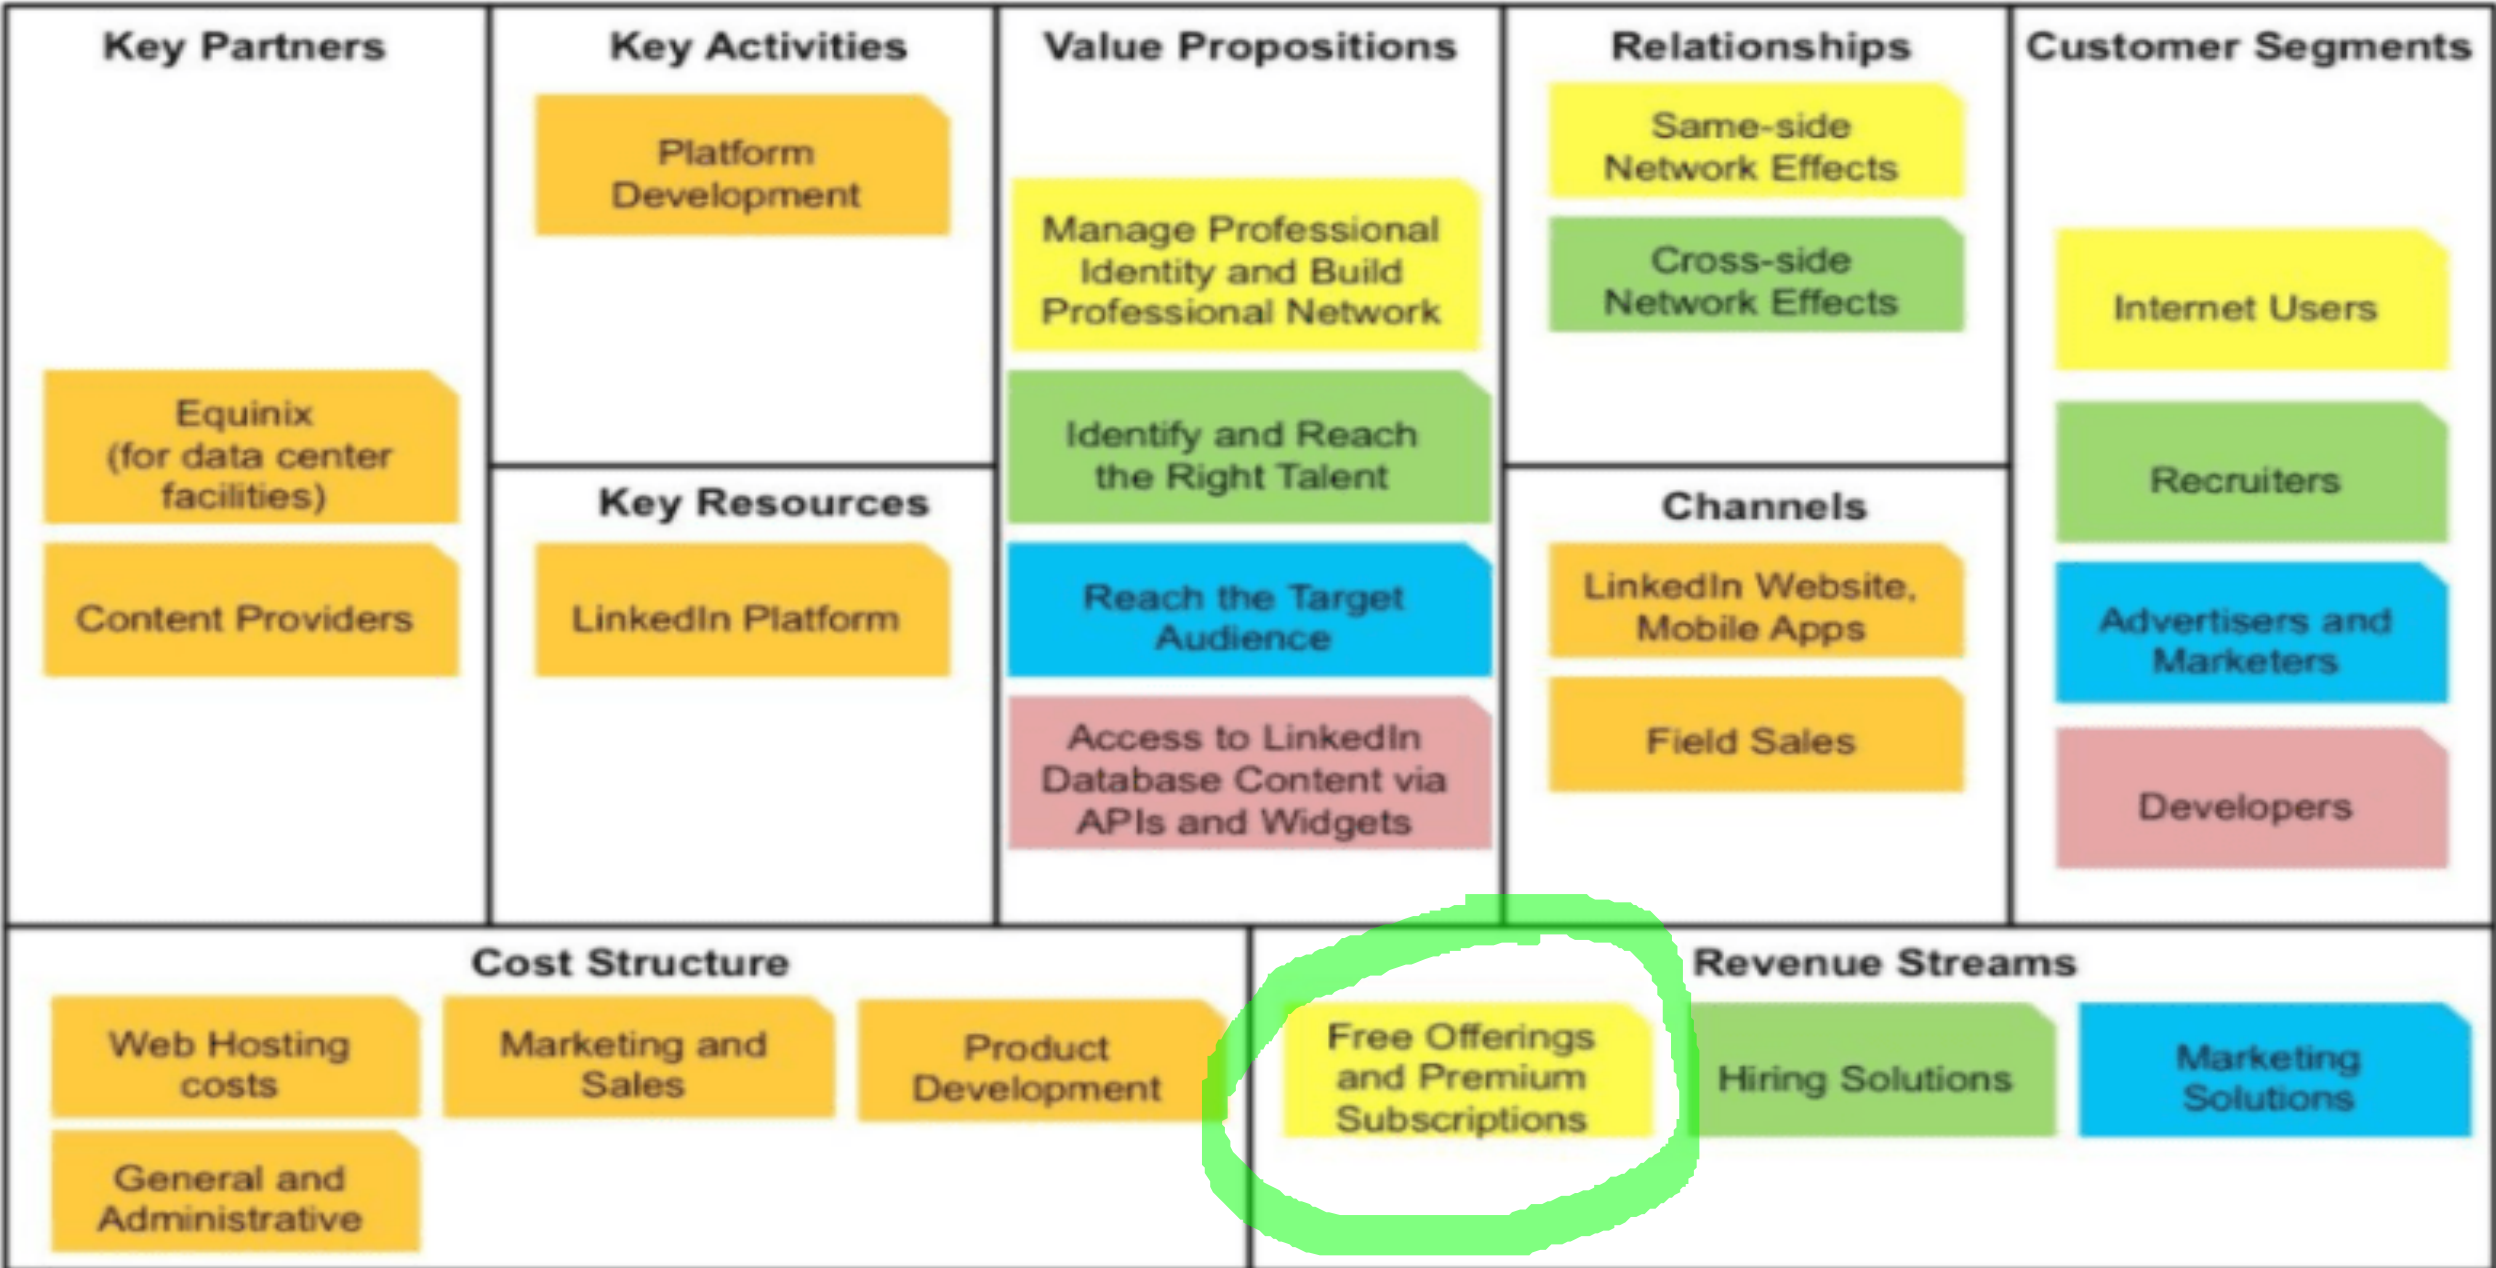 Key Partners
Equinix
(for data center
facilities)
Content Providers
Key Activities
Platform
Development
Key Resources
LinkedIn Platform
Value Propositions
Manage Professional
Identity and Build
Professional Network
Identify and Reach
the Right Talent
Reach the Target
Audience
Access to LinkedIn
Database Content via
APIs and Widgets
Relationships
Same-side
Network Effects
Cross-side
Network Effects
Channels
LinkedIn Website,
Mobile Apps
Field Sales
Customer Segments
Internet Users
Recruiters
Advertisers and
Marketers
Developers
Cost Structure
Web Hosting
costs
Marketing and
Sales
Product
Development
General and
Administrative
Revenue Streams
Free Offerings
and Premium
Subscriptions
Hiring Solutions
Marketing
Solutions